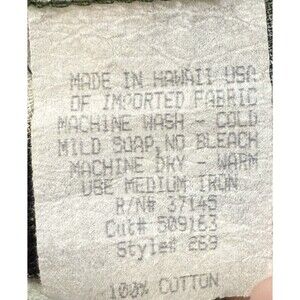 MADE IN HAWAII USA
OF IMPORTED FABRIC
MACHINE WASH - COLD
MILD SOAP, NO BLEACH
MACHINE DRY - WARM
USE MEDIUM IRON
R/N# 37145
Cut# 509163
Style# 269
100% COTTON